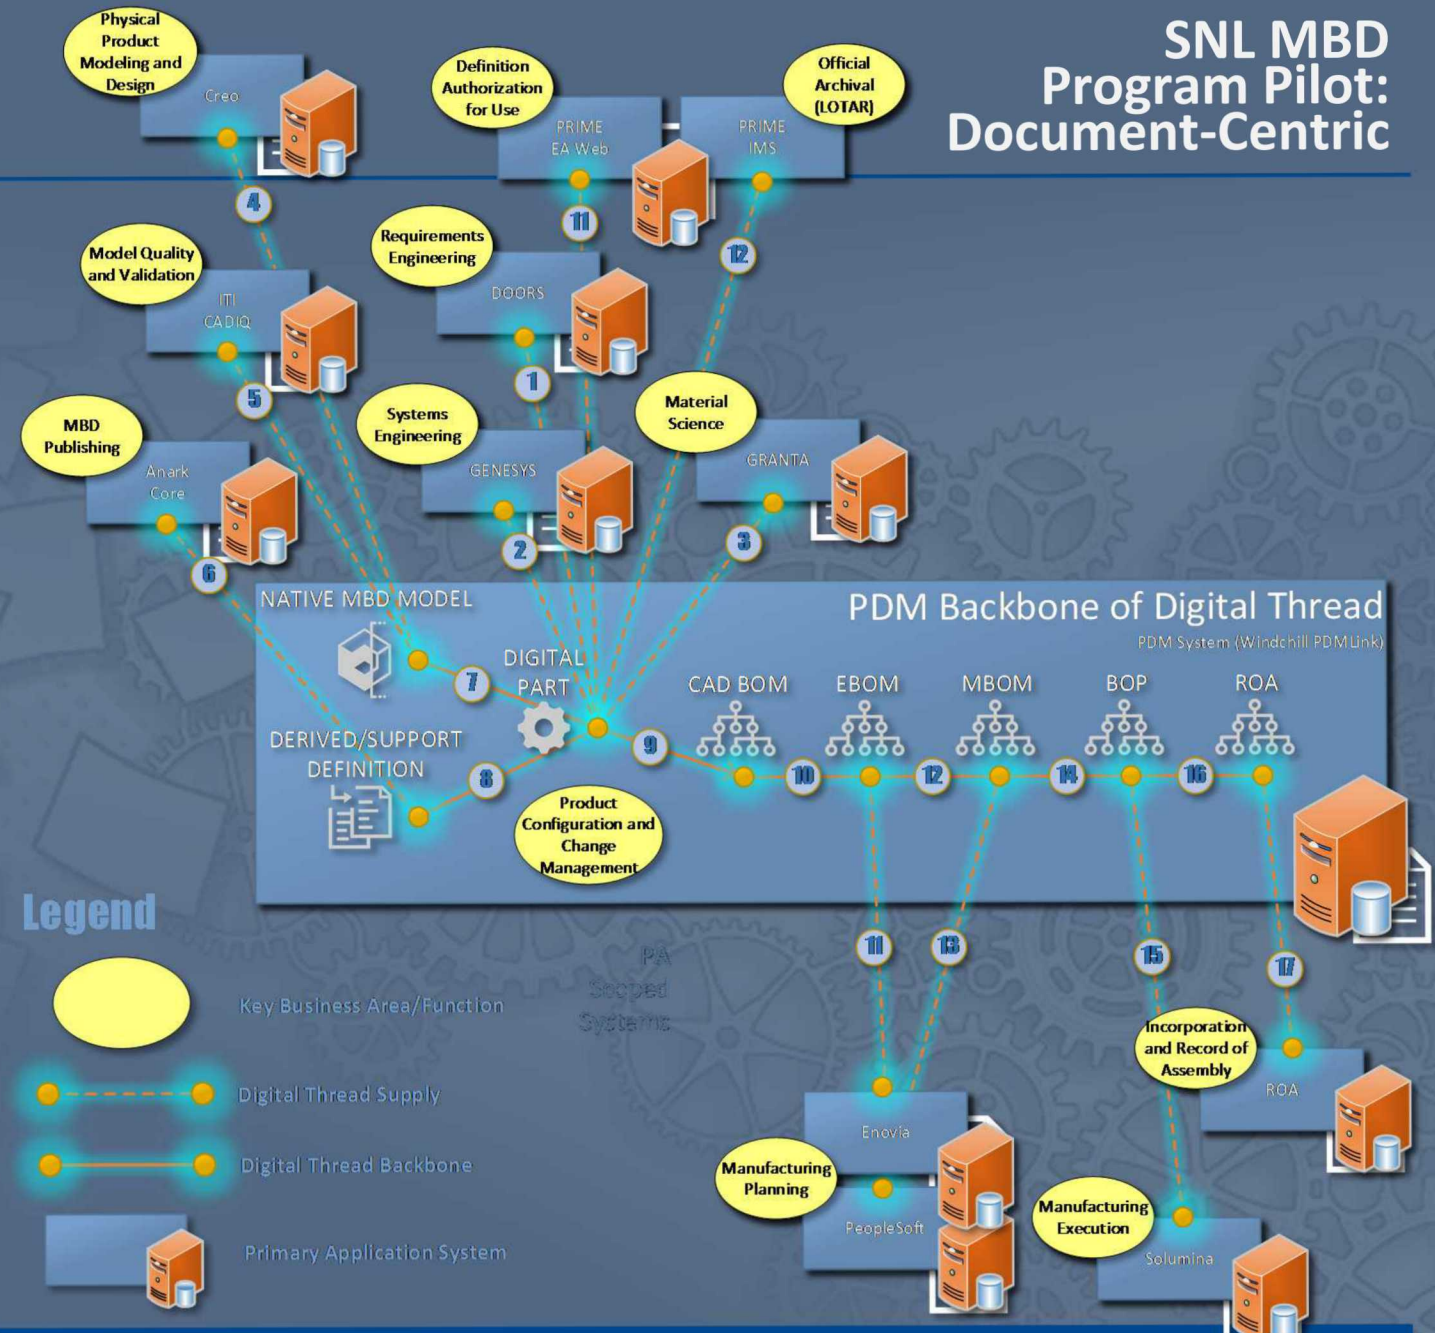 SNL MBD
Program Pilot:
Document-Centric
Physical
Product
Modeling and
Design
Creo
4
Definition
Authorization
for Use
PRIME
EA Web
11
Official
Archival
(LOTAR)
PRIME
IMS
12
Model Quality
and Validation
ITI
CADIQ
5
Requirements
Engineering
DOORS
1
MBD
Publishing
Anark
Core
6
Systems
Engineering
GENESYS
2
Material
Science
GRANTA
3
PDM Backbone of Digital Thread
PDM System (Windchill PDMLink)
NATIVE MBD MODEL
7
DIGITAL
PART
DERIVED/SUPPORT
DEFINITION
8
Product
Configuration and
Change
Management
9
CAD BOM
10
EBOM
12
MBOM
14
BOP
16
ROA
11
13
15
17
Legend
Key Business Area/Function
Digital Thread Supply
Digital Thread Backbone
Primary Application System
PA
Scoped
Systems
Enovia
Manufacturing
Planning
PeopleSoft
Incorporation
and Record of
Assembly
ROA
Manufacturing
Execution
Solumina